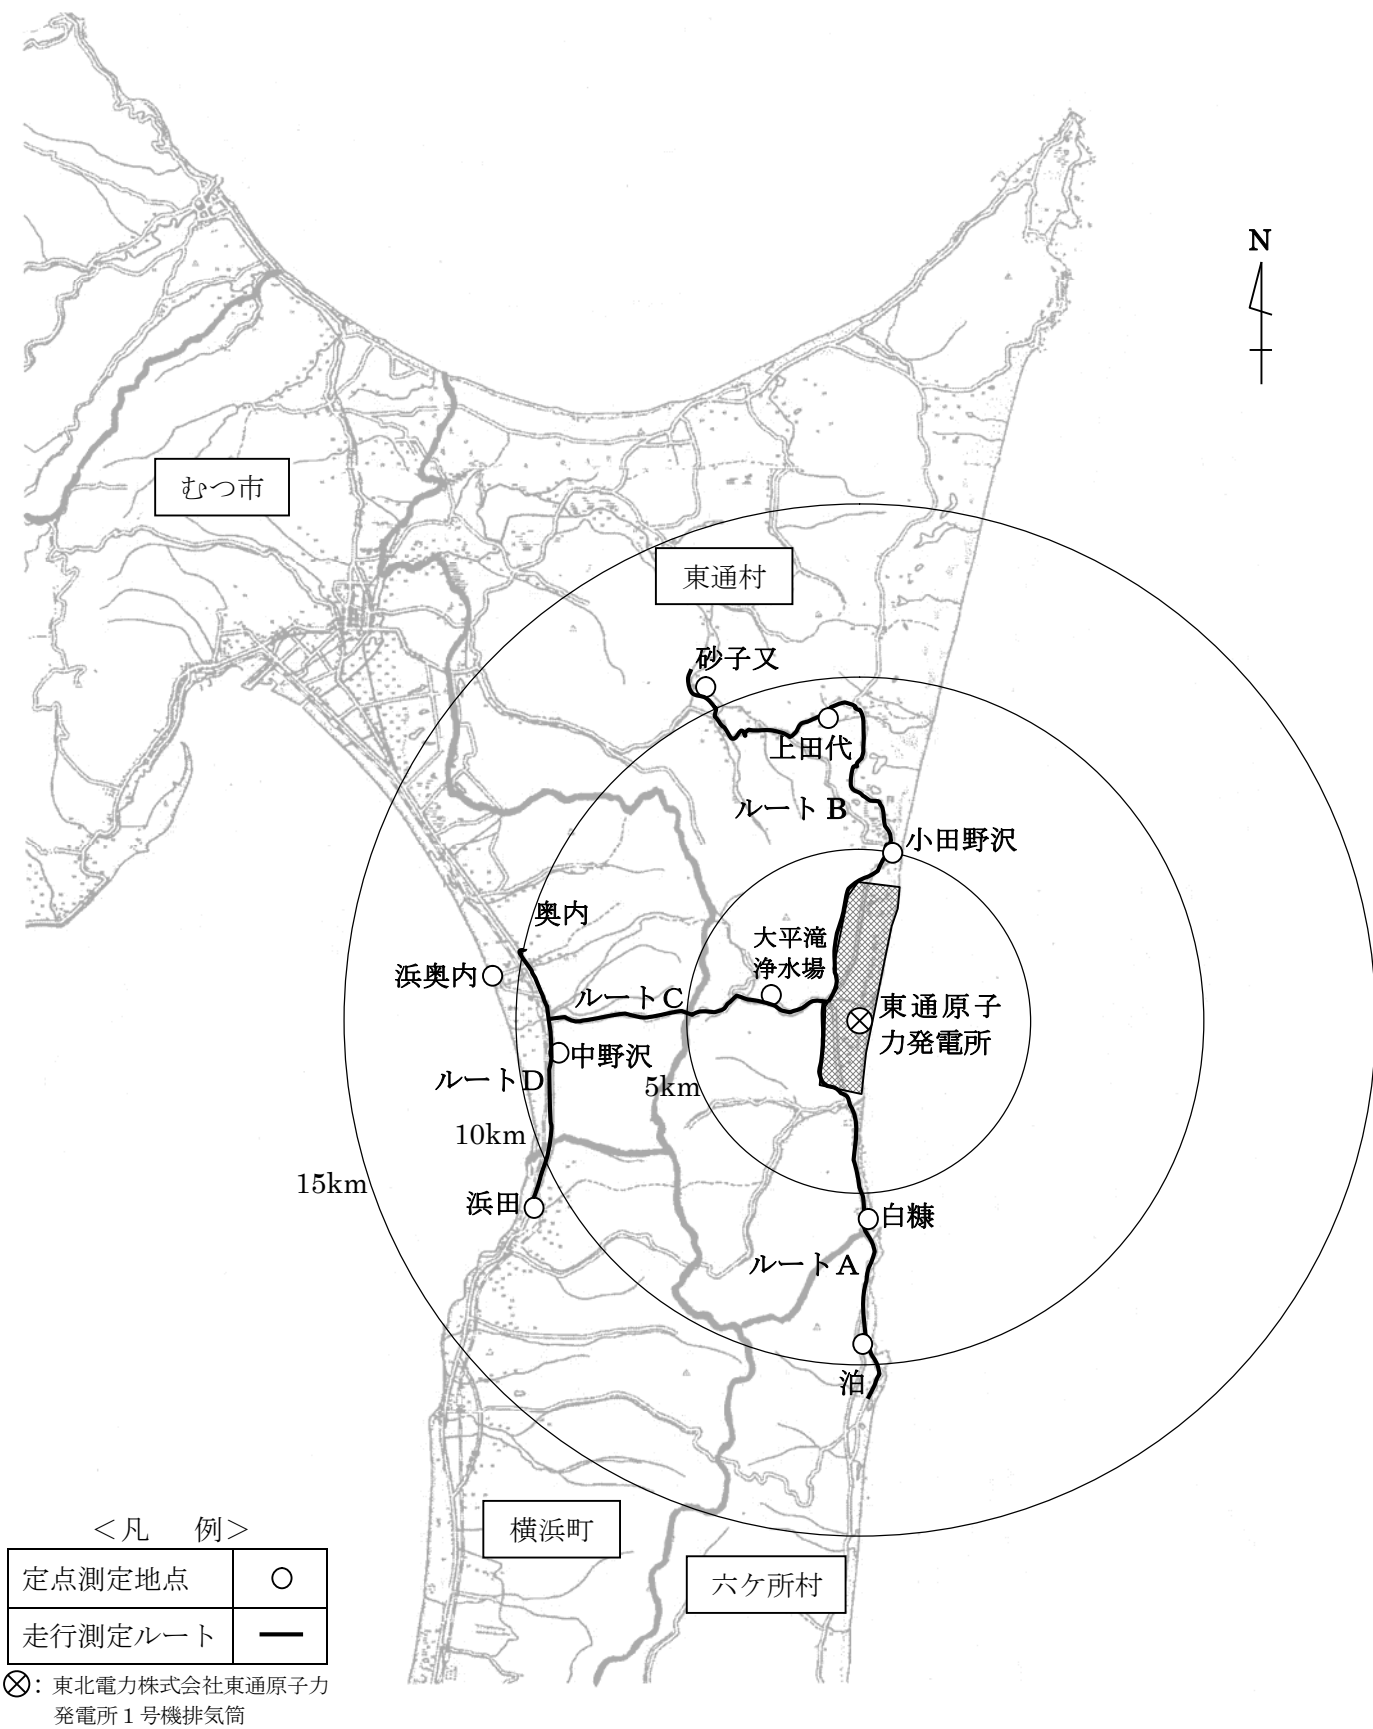 N
むつ市
東通村
砂子又
上田代
ルートB
小田野沢
奥内
大平滝
浄水場
浜奥内
ルートC
東通原子
力発電所
中野沢
ルートD
5km
10km
15km
浜田
白糠
ルートA
泊
横浜町
六ケ所村
＜凡　例＞
定点測定地点 ○
走行測定ルート
⊗：東北電力株式会社東通原子力
発電所1号機排気筒